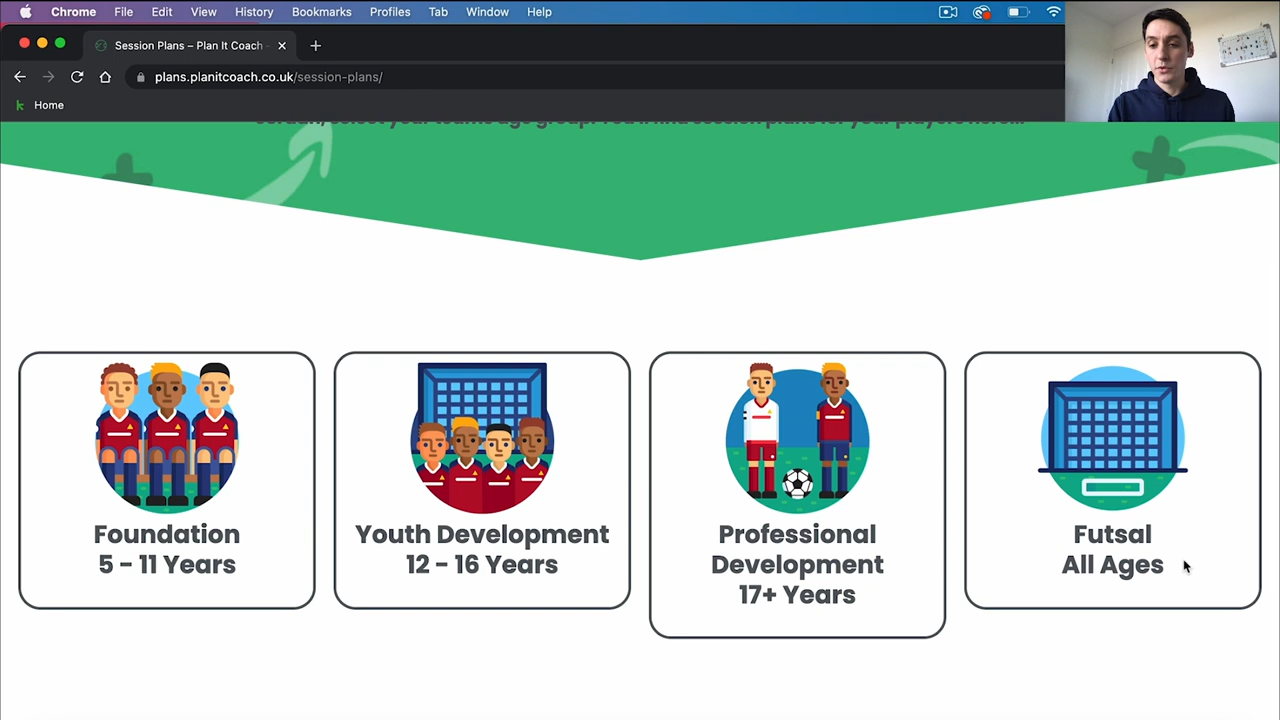 Chrome File Edit View History Bookmarks Profiles Tab Window Help
Session Plans – Plan It Coach
plans.planitcoach.co.uk/session-plans/
Home
Foundation
5 - 11 Years
Youth Development
12 - 16 Years
Professional
Development
17+ Years
Futsal
All Ages